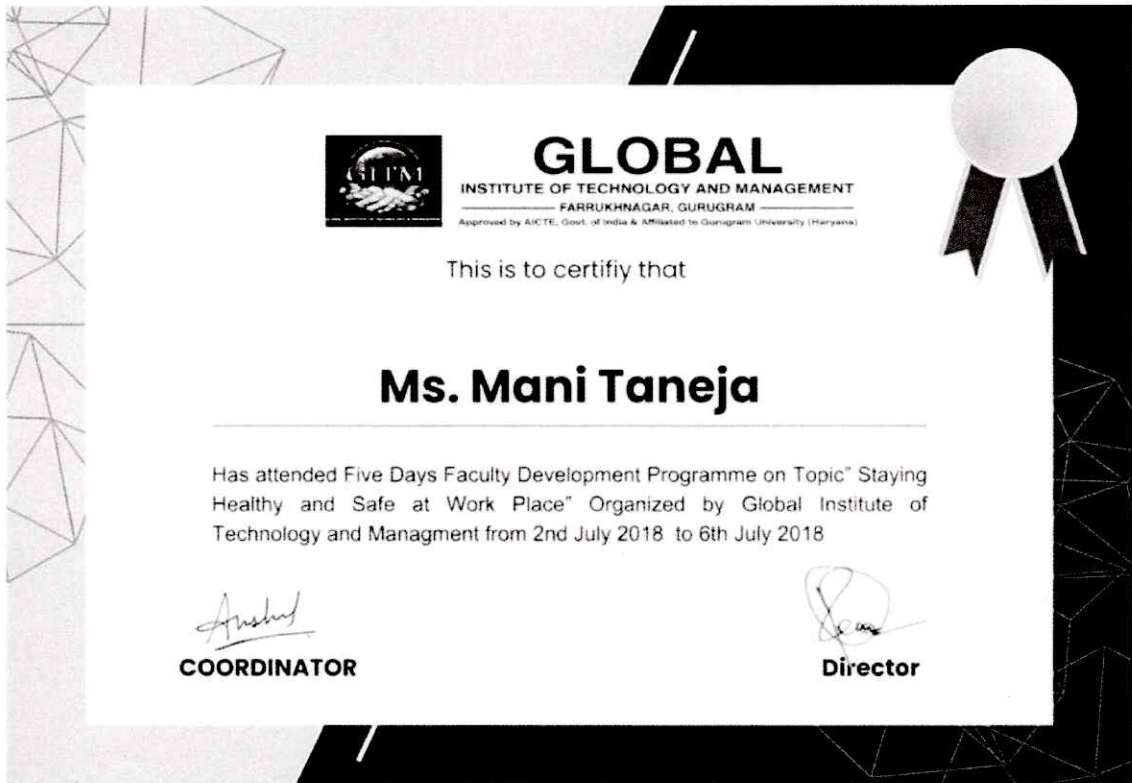 GITM
GLOBAL
INSTITUTE OF TECHNOLOGY AND MANAGEMENT
FARRUKHNAGAR, GURUGRAM
Approved by AICTE, Govt. of India & Affiliated to Gurugram University (Haryana)
This is to certifiy that
Ms. Mani Taneja
Has attended Five Days Faculty Development Programme on Topic" Staying
Healthy and Safe at Work Place" Organized by Global Institute of
Technology and Managment from 2nd July 2018 to 6th July 2018
Anshul
COORDINATOR
Director